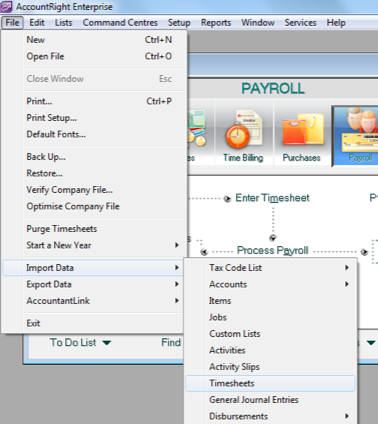 AccountRight Enterprise
File Edit Lists Command Centres Setup Reports Window Services Help
New Ctrl+N
Open File Ctrl+O
Close Window Esc
Print... Ctrl+P
Print Setup...
Default Fonts...
Back Up...
Restore...
Verify Company File...
Optimise Company File
Purge Timesheets
Start a New Year
Import Data
Export Data
AccountantLink
Exit
PAYROLL
es Time Billing Purchases Payroll
Enter Timesheet
Process Payroll
Tax Code List
Accounts
Items
Jobs
Custom Lists
Activities
Activity Slips
Timesheets
General Journal Entries
Disbursements
To Do List Find